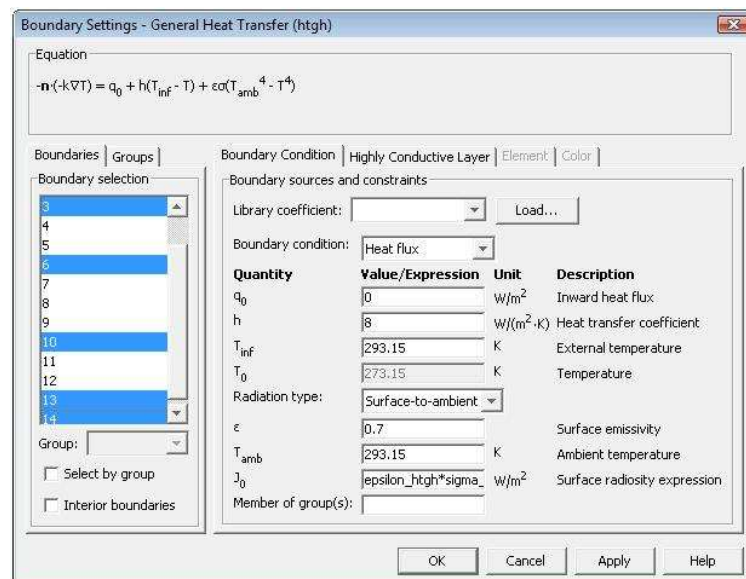 Boundary Settings - General Heat Transfer (htgh)
Equation
-n·(-k∇T) = q0 + h(Tinf - T) + εσ(Tamb^4 - T^4)
Boundaries Groups
Boundary Condition Highly Conductive Layer Element Color
Boundary selection
3
4
5
6
7
8
9
10
11
12
13
14
Group:
Select by group
Interior boundaries
Boundary sources and constraints
Library coefficient: Load...
Boundary condition: Heat flux
Quantity Value/Expression Unit Description
q0 0 W/m² Inward heat flux
h 8 W/(m²·K) Heat transfer coefficient
Tinf 293.15 K External temperature
T0 273.15 K Temperature
Radiation type: Surface-to-ambient
ε 0.7 Surface emissivity
Tamb 293.15 K Ambient temperature
J0 epsilon_htgh*sigma_ W/m² Surface radiosity expression
Member of group(s):
OK Cancel Apply Help